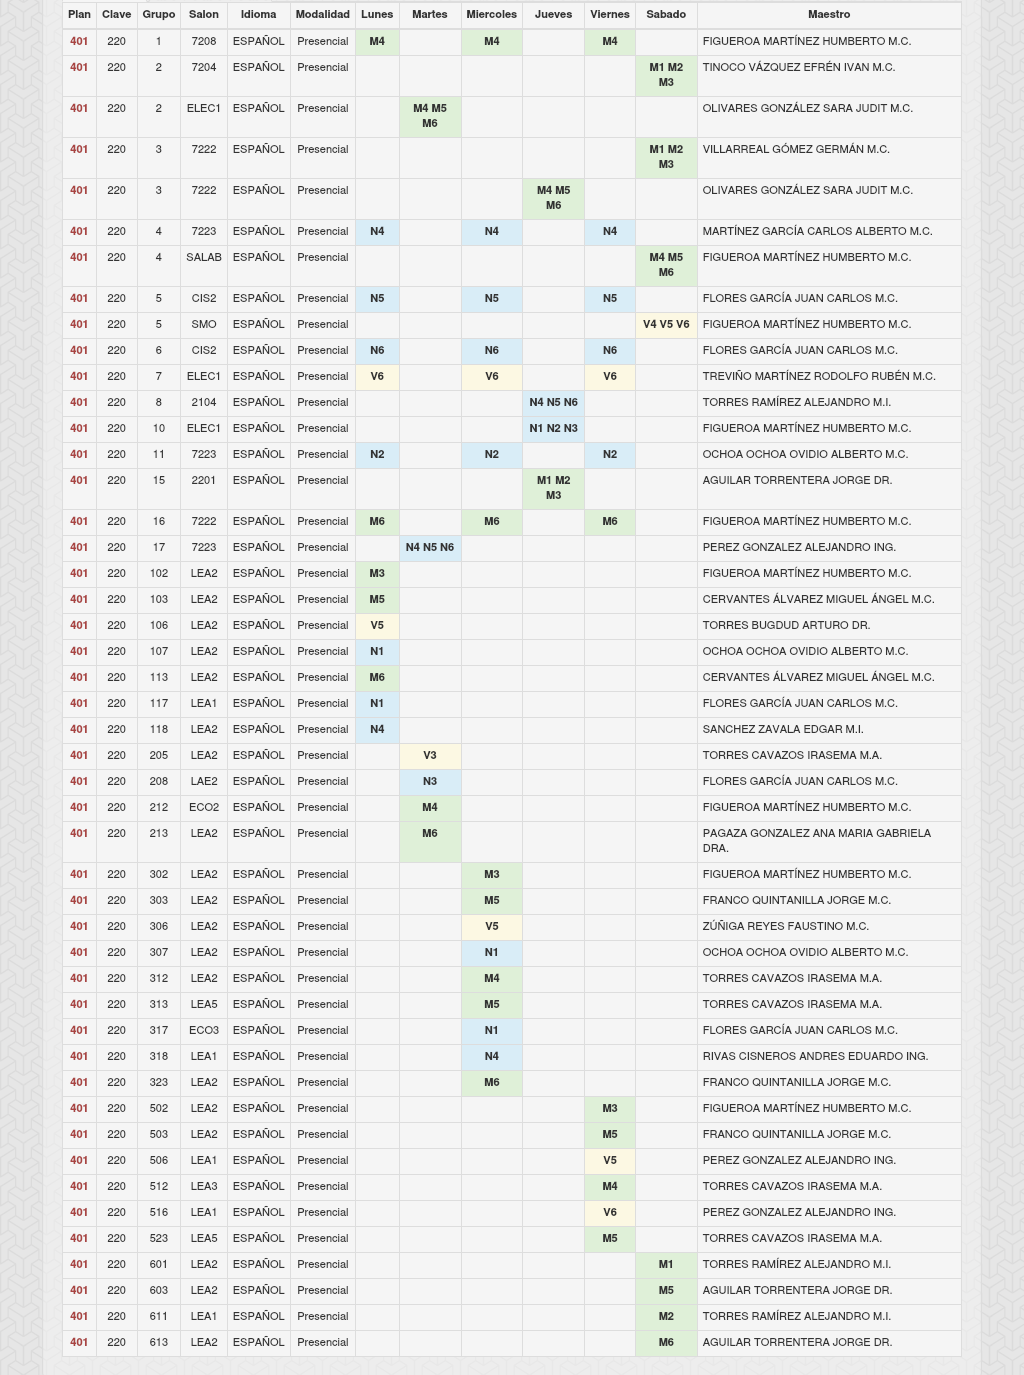 Plan Clave Grupo Salon Idioma Modalidad Lunes Martes Miercoles Jueves Viernes Sabado Maestro
401 220 1 7208 ESPAÑOL Presencial M4 M4 M4 FIGUEROA MARTÍNEZ HUMBERTO M.C.
401 220 2 7204 ESPAÑOL Presencial M1 M2 TINOCO VÁZQUEZ EFRÉN IVAN M.C.
M3
401 220 2 ELEC1 ESPAÑOL Presencial M4 M5 OLIVARES GONZÁLEZ SARA JUDIT M.C.
M6
401 220 3 7222 ESPAÑOL Presencial M1 M2 VILLARREAL GÓMEZ GERMÁN M.C.
M3
401 220 3 7222 ESPAÑOL Presencial M4 M5 OLIVARES GONZÁLEZ SARA JUDIT M.C.
M6
401 220 4 7223 ESPAÑOL Presencial N4 N4 N4 MARTÍNEZ GARCÍA CARLOS ALBERTO M.C.
401 220 4 SALAB ESPAÑOL Presencial M4 M5 FIGUEROA MARTÍNEZ HUMBERTO M.C.
M6
401 220 5 CIS2 ESPAÑOL Presencial N5 N5 N5 FLORES GARCÍA JUAN CARLOS M.C.
401 220 5 SMO ESPAÑOL Presencial V4 V5 V6 FIGUEROA MARTÍNEZ HUMBERTO M.C.
401 220 6 CIS2 ESPAÑOL Presencial N6 N6 N6 FLORES GARCÍA JUAN CARLOS M.C.
401 220 7 ELEC1 ESPAÑOL Presencial V6 V6 V6 TREVIÑO MARTÍNEZ RODOLFO RUBÉN M.C.
401 220 8 2104 ESPAÑOL Presencial N4 N5 N6 TORRES RAMÍREZ ALEJANDRO M.I.
401 220 10 ELEC1 ESPAÑOL Presencial N1 N2 N3 FIGUEROA MARTÍNEZ HUMBERTO M.C.
401 220 11 7223 ESPAÑOL Presencial N2 N2 N2 OCHOA OCHOA OVIDIO ALBERTO M.C.
401 220 15 2201 ESPAÑOL Presencial M1 M2 AGUILAR TORRENTERA JORGE DR.
M3
401 220 16 7222 ESPAÑOL Presencial M6 M6 M6 FIGUEROA MARTÍNEZ HUMBERTO M.C.
401 220 17 7223 ESPAÑOL Presencial N4 N5 N6 PEREZ GONZALEZ ALEJANDRO ING.
401 220 102 LEA2 ESPAÑOL Presencial M3 FIGUEROA MARTÍNEZ HUMBERTO M.C.
401 220 103 LEA2 ESPAÑOL Presencial M5 CERVANTES ÁLVAREZ MIGUEL ÁNGEL M.C.
401 220 106 LEA2 ESPAÑOL Presencial V5 TORRES BUGDUD ARTURO DR.
401 220 107 LEA2 ESPAÑOL Presencial N1 OCHOA OCHOA OVIDIO ALBERTO M.C.
401 220 113 LEA2 ESPAÑOL Presencial M6 CERVANTES ÁLVAREZ MIGUEL ÁNGEL M.C.
401 220 117 LEA1 ESPAÑOL Presencial N1 FLORES GARCÍA JUAN CARLOS M.C.
401 220 118 LEA2 ESPAÑOL Presencial N4 SANCHEZ ZAVALA EDGAR M.I.
401 220 205 LEA2 ESPAÑOL Presencial V3 TORRES CAVAZOS IRASEMA M.A.
401 220 208 LAE2 ESPAÑOL Presencial N3 FLORES GARCÍA JUAN CARLOS M.C.
401 220 212 ECO2 ESPAÑOL Presencial M4 FIGUEROA MARTÍNEZ HUMBERTO M.C.
401 220 213 LEA2 ESPAÑOL Presencial M6 PAGAZA GONZALEZ ANA MARIA GABRIELA
DRA.
401 220 302 LEA2 ESPAÑOL Presencial M3 FIGUEROA MARTÍNEZ HUMBERTO M.C.
401 220 303 LEA2 ESPAÑOL Presencial M5 FRANCO QUINTANILLA JORGE M.C.
401 220 306 LEA2 ESPAÑOL Presencial V5 ZÚÑIGA REYES FAUSTINO M.C.
401 220 307 LEA2 ESPAÑOL Presencial N1 OCHOA OCHOA OVIDIO ALBERTO M.C.
401 220 312 LEA2 ESPAÑOL Presencial M4 TORRES CAVAZOS IRASEMA M.A.
401 220 313 LEA5 ESPAÑOL Presencial M5 TORRES CAVAZOS IRASEMA M.A.
401 220 317 ECO3 ESPAÑOL Presencial N1 FLORES GARCÍA JUAN CARLOS M.C.
401 220 318 LEA1 ESPAÑOL Presencial N4 RIVAS CISNEROS ANDRES EDUARDO ING.
401 220 323 LEA2 ESPAÑOL Presencial M6 FRANCO QUINTANILLA JORGE M.C.
401 220 502 LEA2 ESPAÑOL Presencial M3 FIGUEROA MARTÍNEZ HUMBERTO M.C.
401 220 503 LEA2 ESPAÑOL Presencial M5 FRANCO QUINTANILLA JORGE M.C.
401 220 506 LEA1 ESPAÑOL Presencial V5 PEREZ GONZALEZ ALEJANDRO ING.
401 220 512 LEA3 ESPAÑOL Presencial M4 TORRES CAVAZOS IRASEMA M.A.
401 220 516 LEA1 ESPAÑOL Presencial V6 PEREZ GONZALEZ ALEJANDRO ING.
401 220 523 LEA5 ESPAÑOL Presencial M5 TORRES CAVAZOS IRASEMA M.A.
401 220 601 LEA2 ESPAÑOL Presencial M1 TORRES RAMÍREZ ALEJANDRO M.I.
401 220 603 LEA2 ESPAÑOL Presencial M5 AGUILAR TORRENTERA JORGE DR.
401 220 611 LEA1 ESPAÑOL Presencial M2 TORRES RAMÍREZ ALEJANDRO M.I.
401 220 613 LEA2 ESPAÑOL Presencial M6 AGUILAR TORRENTERA JORGE DR.